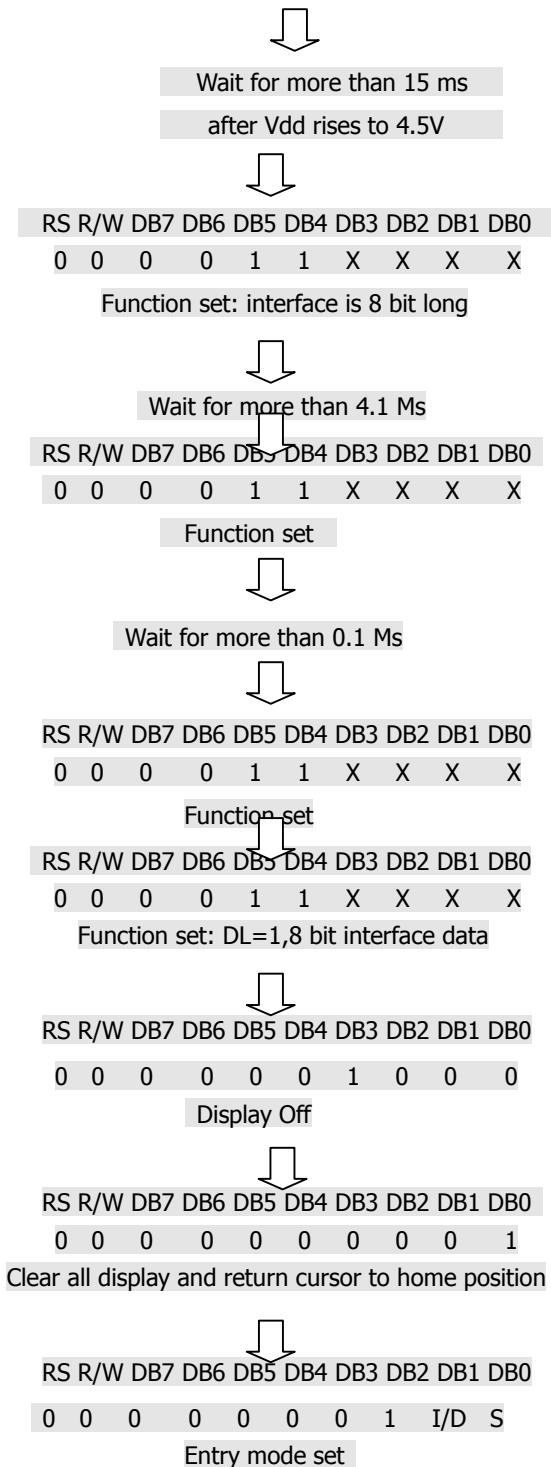 Wait for more than 15 ms
after Vdd rises to 4.5V
RS R/W DB7 DB6 DB5 DB4 DB3 DB2 DB1 DB0
0 0 0 0 1 1 X X X X
Function set: interface is 8 bit long
Wait for more than 4.1 Ms
RS R/W DB7 DB6 DB5 DB4 DB3 DB2 DB1 DB0
0 0 0 0 1 1 X X X X
Function set
Wait for more than 0.1 Ms
RS R/W DB7 DB6 DB5 DB4 DB3 DB2 DB1 DB0
0 0 0 0 1 1 X X X X
Function set
RS R/W DB7 DB6 DB5 DB4 DB3 DB2 DB1 DB0
0 0 0 0 1 1 X X X X
Function set: DL=1,8 bit interface data
RS R/W DB7 DB6 DB5 DB4 DB3 DB2 DB1 DB0
0 0 0 0 0 0 1 0 0 0
Display Off
RS R/W DB7 DB6 DB5 DB4 DB3 DB2 DB1 DB0
0 0 0 0 0 0 0 0 0 1
Clear all display and return cursor to home position
RS R/W DB7 DB6 DB5 DB4 DB3 DB2 DB1 DB0
0 0 0 0 0 0 0 1 I/D S
Entry mode set